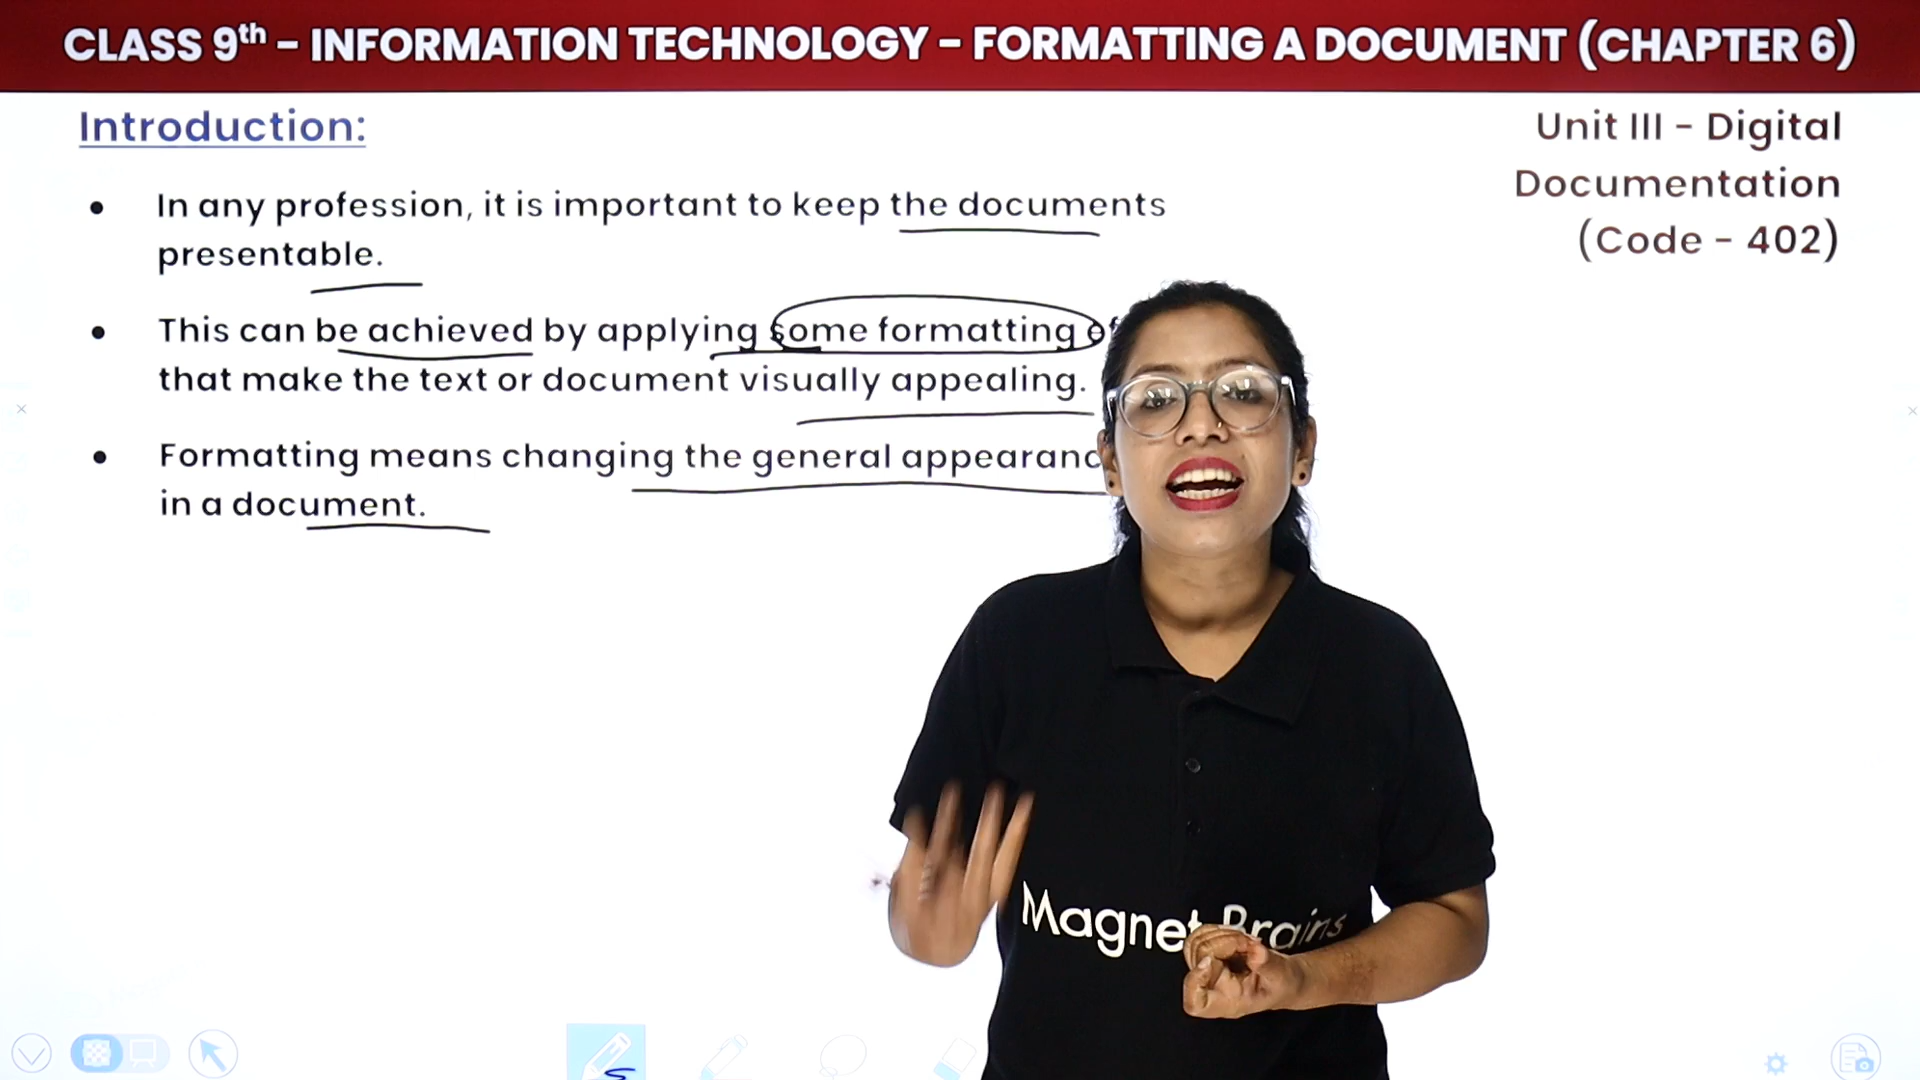 CLASS 9th – INFORMATION TECHNOLOGY – FORMATTING A DOCUMENT (CHAPTER 6)
Introduction:
Unit III – Digital
Documentation
(Code – 402)
• In any profession, it is important to keep the documents
presentable.
• This can be achieved by applying some formatting
that make the text or document visually appealing.
• Formatting means changing the general
in a document.
Magnet Brains